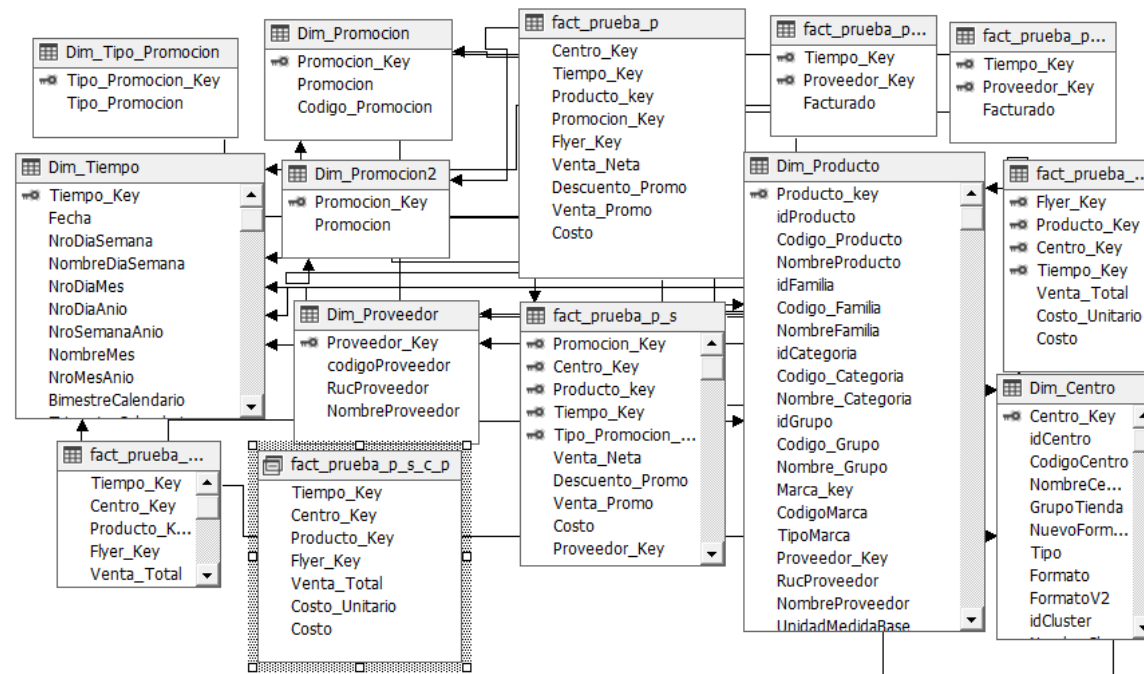 Dim_Tipo_Promocion
Tipo_Promocion_Key
Tipo_Promocion
Dim_Promocion
Promocion_Key
Promocion
Codigo_Promocion
fact_prueba_p
Centro_Key
Tiempo_Key
Producto_key
Promocion_Key
Flyer_Key
Venta_Neta
Descuento_Promo
Venta_Promo
Costo
fact_prueba_p...
Tiempo_Key
Proveedor_Key
Facturado
fact_prueba_p...
Tiempo_Key
Proveedor_Key
Facturado
Dim_Tiempo
Tiempo_Key
Fecha
NroDiaSemana
NombreDiaSemana
NroDiaMes
NroDiaAnio
NroSemanaAnio
NombreMes
NroMesAnio
BimestreCalendario
Dim_Promocion2
Promocion_Key
Promocion
Dim_Producto
Producto_key
idProducto
Codigo_Producto
NombreProducto
idFamilia
Codigo_Familia
NombreFamilia
idCategoria
Codigo_Categoria
Nombre_Categoria
idGrupo
Codigo_Grupo
Nombre_Grupo
Marca_key
CodigoMarca
TipoMarca
Proveedor_Key
RucProveedor
NombreProveedor
UnidadMedidaBase
fact_prueba_...
Flyer_Key
Producto_Key
Centro_Key
Tiempo_Key
Venta_Total
Costo_Unitario
Costo
Dim_Proveedor
Proveedor_Key
codigoProveedor
RucProveedor
NombreProveedor
fact_prueba_p_s
Promocion_Key
Centro_Key
Producto_key
Tiempo_Key
Tipo_Promocion_...
Venta_Neta
Descuento_Promo
Venta_Promo
Costo
Proveedor_Key
Dim_Centro
Centro_Key
idCentro
CodigoCentro
NombreCe...
GrupoTienda
NuevoForm...
Tipo
Formato
FormatoV2
idCluster
fact_prueba_...
Tiempo_Key
Centro_Key
Producto_K...
Flyer_Key
Venta_Total
fact_prueba_p_s_c_p
Tiempo_Key
Centro_Key
Producto_Key
Flyer_Key
Venta_Total
Costo_Unitario
Costo